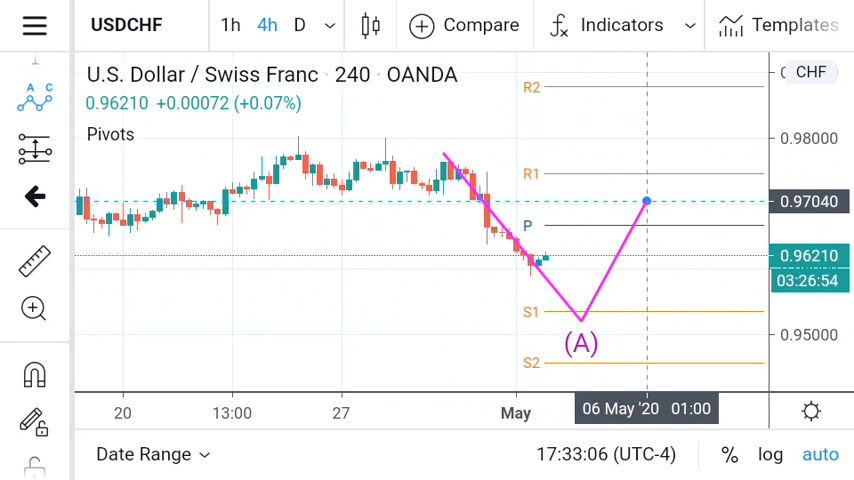 USDCHF 1h 4h D Compare Indicators Templates
U.S. Dollar / Swiss Franc · 240 · OANDA
0.96210 +0.00072 (+0.07%)
Pivots
A C
CHF
R2
0.98000
R1
0.97040
P
0.96210
03:26:54
S1
0.95000
(A)
S2
20 13:00 27 May 06 May '20 01:00
Date Range 17:33:06 (UTC-4) % log auto